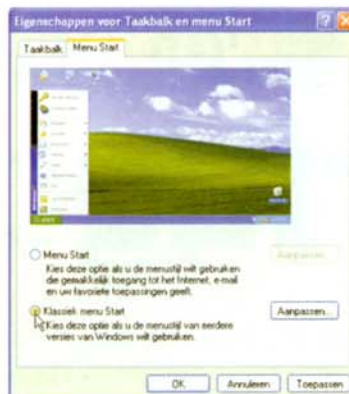 Eigenschappen voor Taakbalk en menu Start
Taakbalk Menu Start
Menu Start
Aanpassen...
Kies deze optie als u de menustijl wilt gebruiken
die gemakkelijk toegang tot het Internet, e-mail
en uw favoriete toepassingen geeft.
Klassiek menu Start
Aanpassen...
Kies deze optie als u de menustijl van eerdere
versies van Windows wilt gebruiken.
OK Annuleren Toepassen